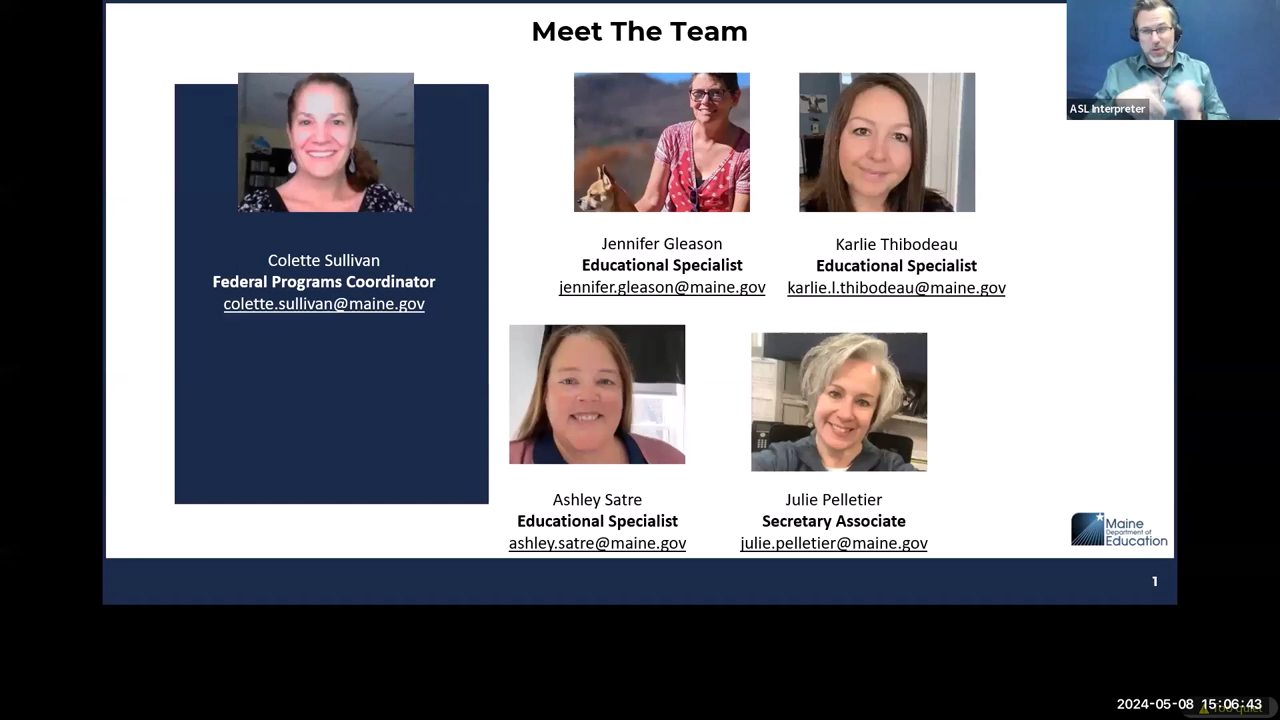 Meet The Team
ASL Interpreter
Colette Sullivan
Federal Programs Coordinator
colette.sullivan@maine.gov
Jennifer Gleason
Educational Specialist
jennifer.gleason@maine.gov
Karlie Thibodeau
Educational Specialist
karlie.l.thibodeau@maine.gov
Ashley Satre
Educational Specialist
ashley.satre@maine.gov
Julie Pelletier
Secretary Associate
julie.pelletier@maine.gov
Maine
Department of
Education
1
2024-05-08 15:06:43